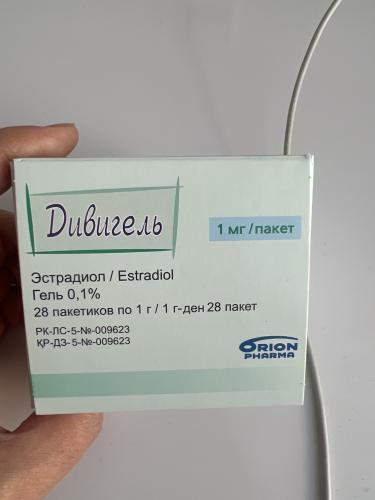 Дивигель
1 мг/пакет
Эстрадиол / Estradiol
Гель 0,1%
28 пакетиков по 1 г / 1 г-ден 28 пакет
РК-ЛС-5-№-009623
ҚР-ДЗ-5-№-009623
ORION
PHARMA